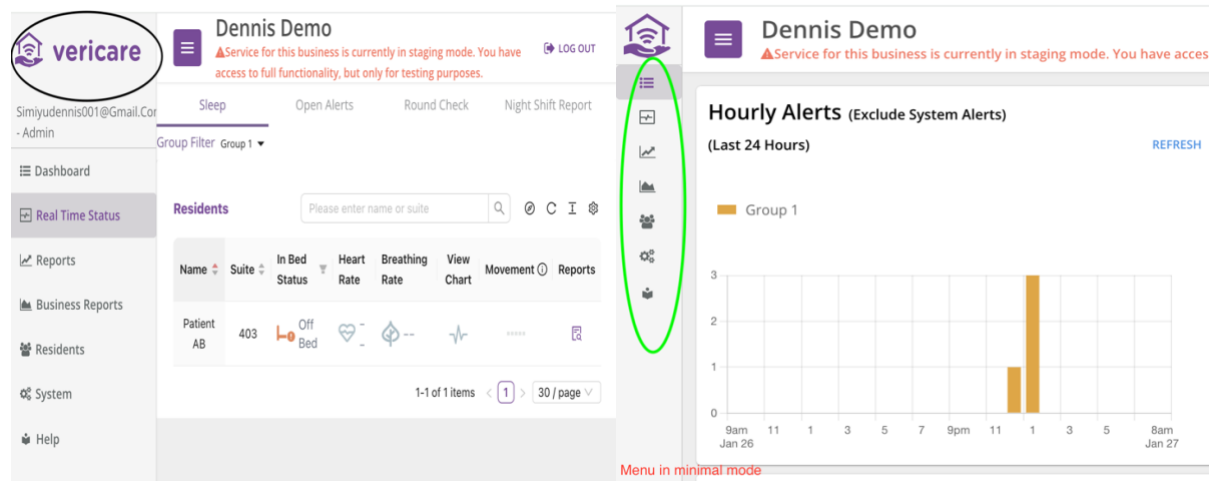 vericare
Dennis Demo
Service for this business is currently in staging mode. You have
access to full functionality, but only for testing purposes.
LOG OUT
Simiyudennis001@Gmail.Cor
- Admin
Dashboard
Real Time Status
Reports
Business Reports
Residents
System
Help
Sleep
Open Alerts
Round Check
Night Shift Report
Group Filter Group 1
Residents
Please enter name or suite
Name Suite In Bed Status Heart Rate Breathing Rate View Chart Movement Reports
Patient AB 403 Off Bed -- --
1-1 of 1 items < 1 > 30 / page
Dennis Demo
Service for this business is currently in staging mode. You have acces
Hourly Alerts (Exclude System Alerts)
(Last 24 Hours)
REFRESH
Group 1
3
2
1
0
9am 11 1 3 5 7 9pm 11 1 3 5 8am
Jan 26 Jan 27
Menu in minimal mode